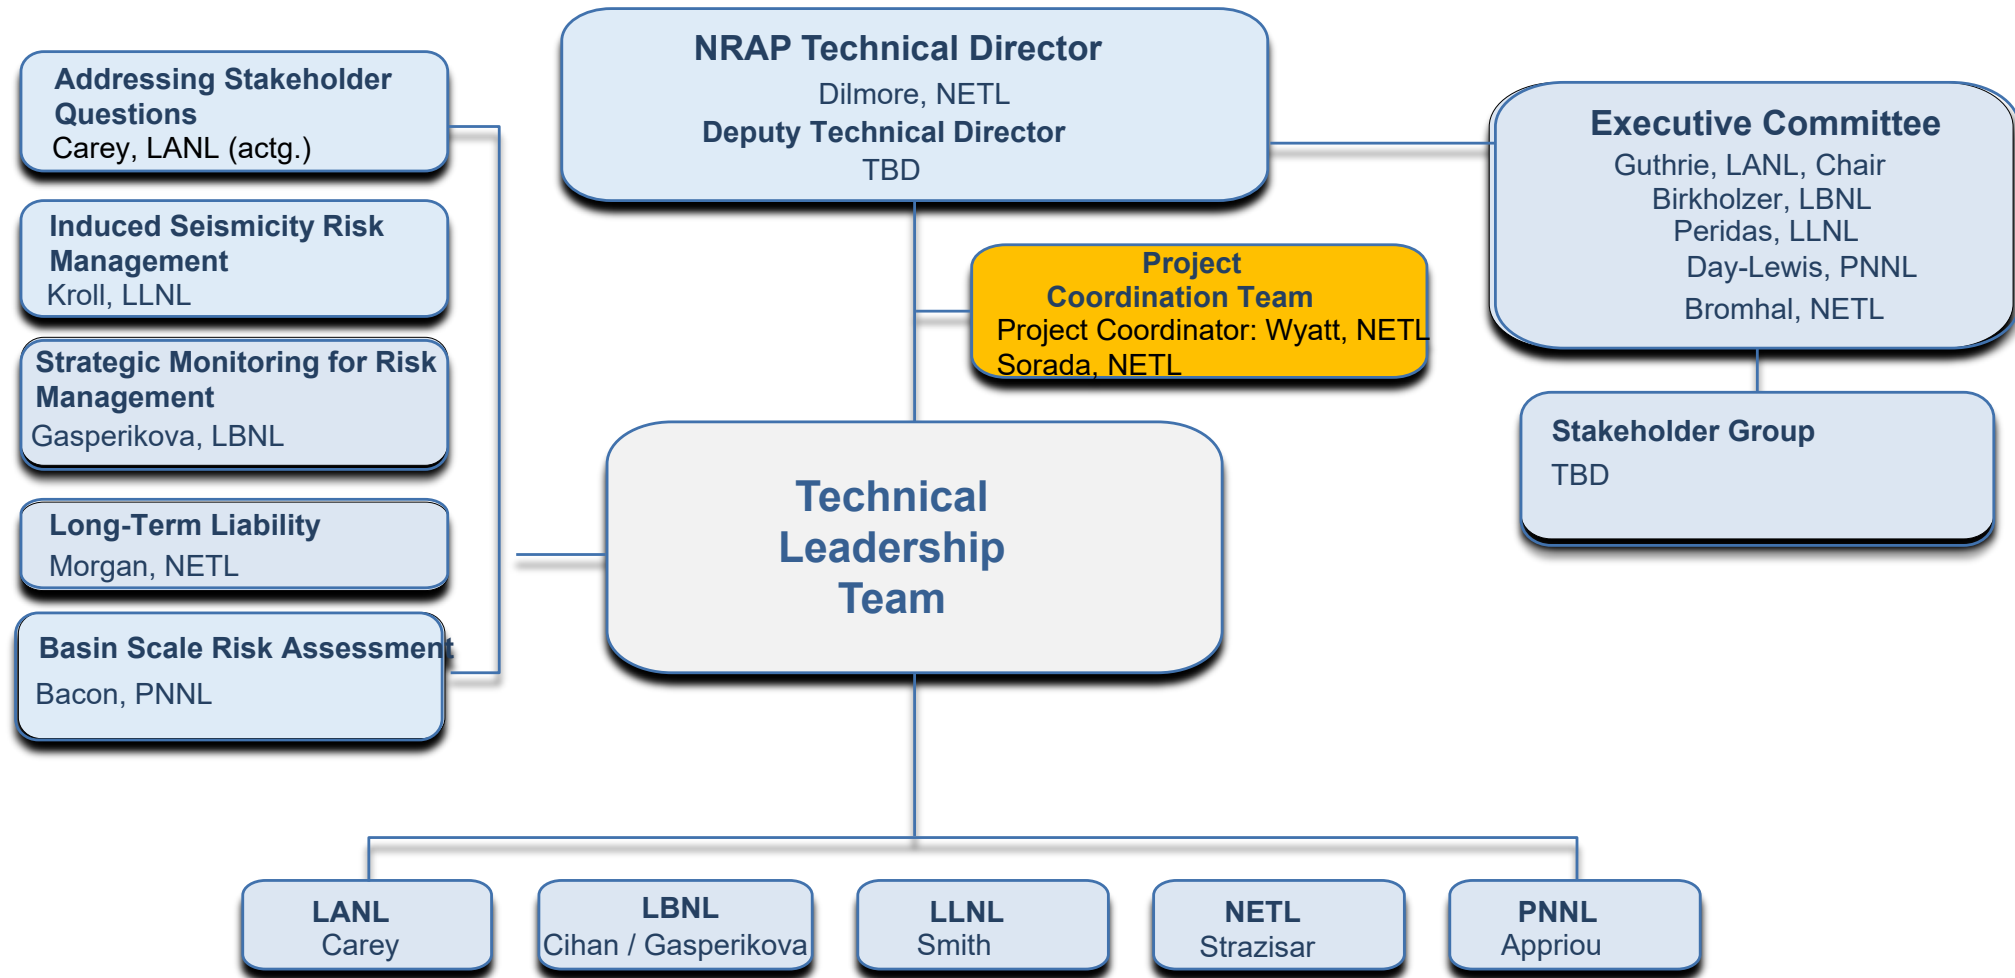 NRAP Technical Director
Dilmore, NETL
Deputy Technical Director
TBD
Addressing Stakeholder
Questions
Carey, LANL (actg.)
Induced Seismicity Risk
Management
Kroll, LLNL
Strategic Monitoring for Risk
Management
Gasperikova, LBNL
Long-Term Liability
Morgan, NETL
Basin Scale Risk Assessment
Bacon, PNNL
Executive Committee
Guthrie, LANL, Chair
Birkholzer, LBNL
Peridas, LLNL
Day-Lewis, PNNL
Bromhal, NETL
Project
Coordination Team
Project Coordinator: Wyatt, NETL
Sorada, NETL
Stakeholder Group
TBD
Technical
Leadership
Team
LANL
Carey
LBNL
Cihan / Gasperikova
LLNL
Smith
NETL
Strazisar
PNNL
Appriou